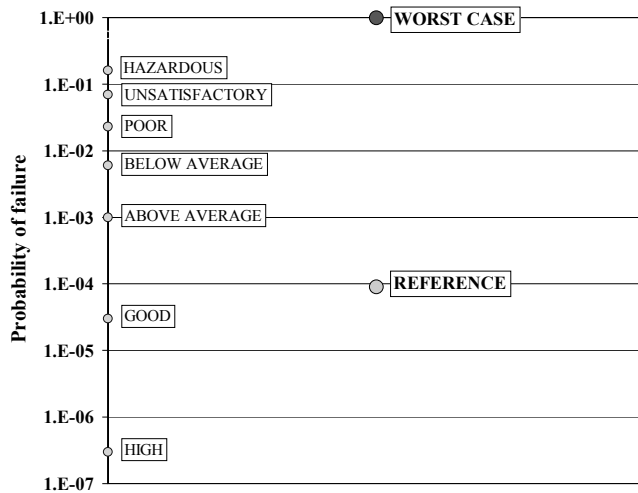 1.E+00
WORST CASE
HAZARDOUS
1.E-01
UNSATISFACTORY
POOR
1.E-02
BELOW AVERAGE
1.E-03
ABOVE AVERAGE
1.E-04
REFERENCE
GOOD
1.E-05
1.E-06
HIGH
1.E-07
Probability of failure